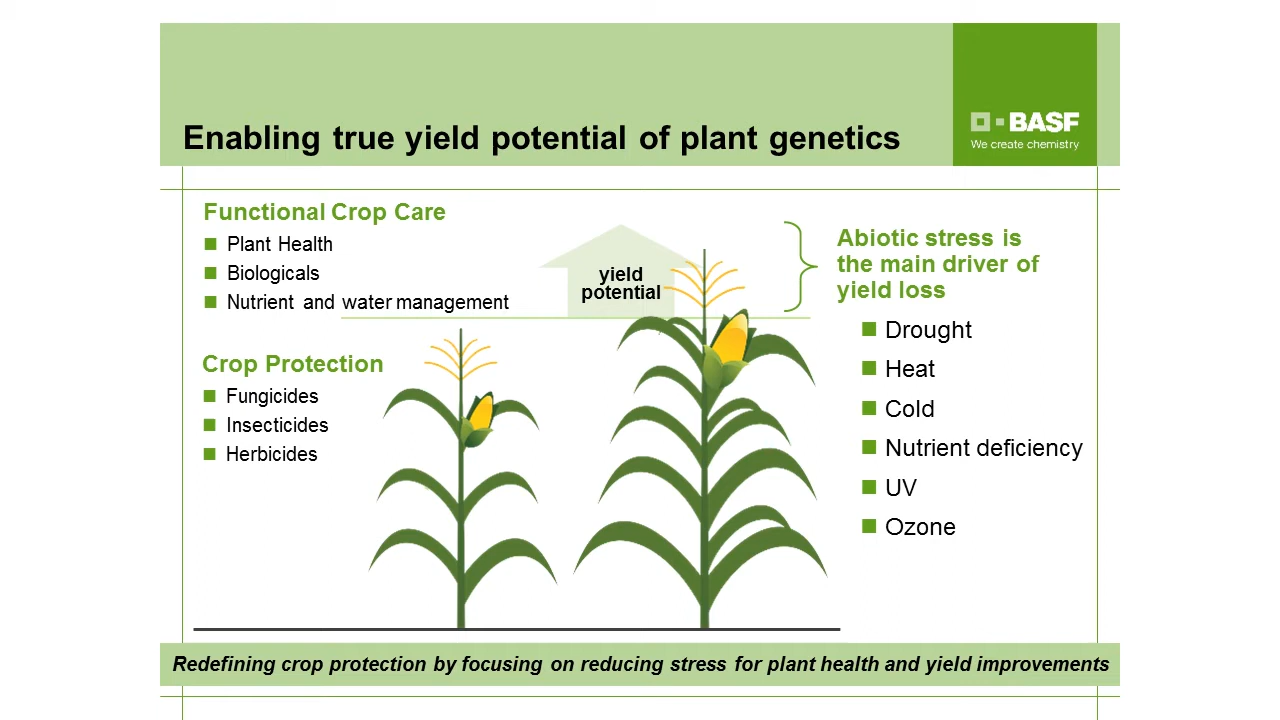 Enabling true yield potential of plant genetics
BASF
We create chemistry
Functional Crop Care
Plant Health
Biologicals
Nutrient and water management
Crop Protection
Fungicides
Insecticides
Herbicides
yield
potential
Abiotic stress is
the main driver of
yield loss
Drought
Heat
Cold
Nutrient deficiency
UV
Ozone
Redefining crop protection by focusing on reducing stress for plant health and yield improvements